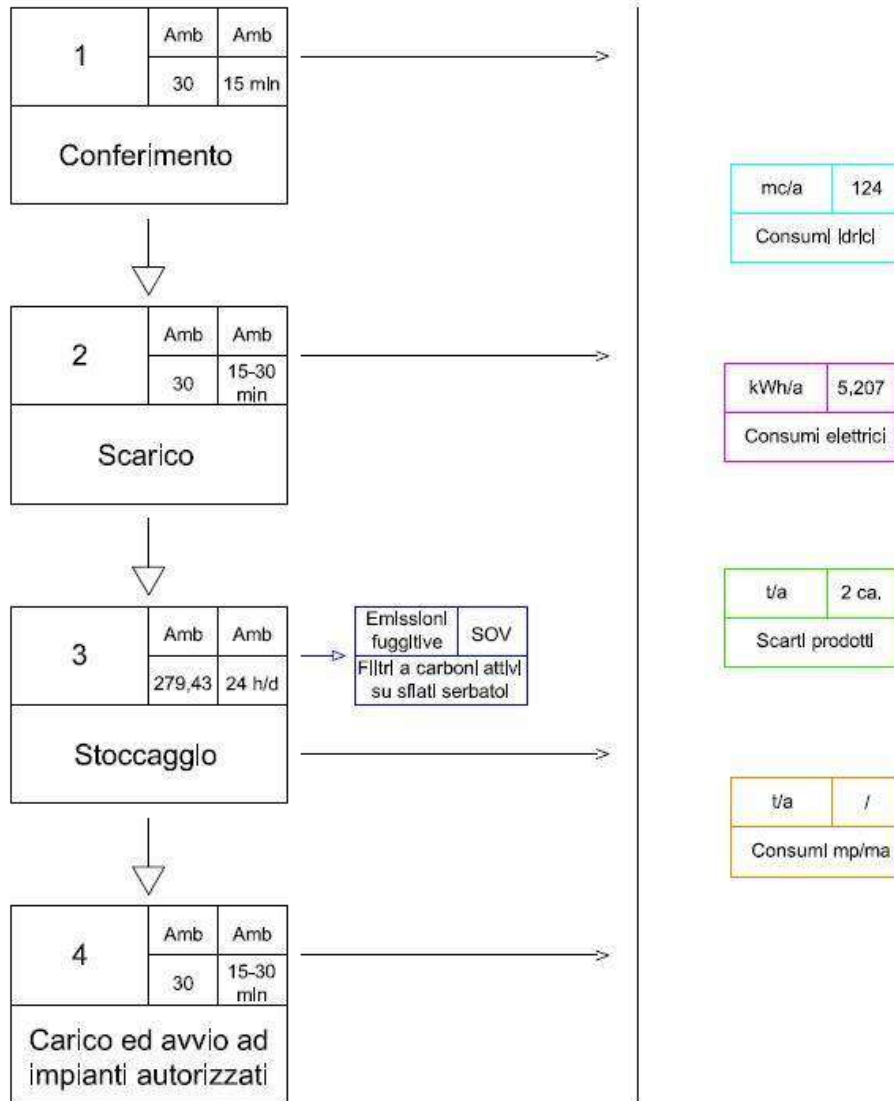 1
Amb
Amb
30
15 min
Conferimento
2
Amb
Amb
30
15-30
min
Scarico
3
Amb
Amb
279,43
24 h/d
Stoccaggio
Emissioni
fuggitive
SOV
Filtri a carboni attivi
su sfiati serbatoi
4
Amb
Amb
30
15-30
min
Carico ed avvio ad
impianti autorizzati
mc/a
124
Consumi idrici
kWh/a
5,207
Consumi elettrici
t/a
2 ca.
Scarti prodotti
t/a
/
Consumi mp/ma